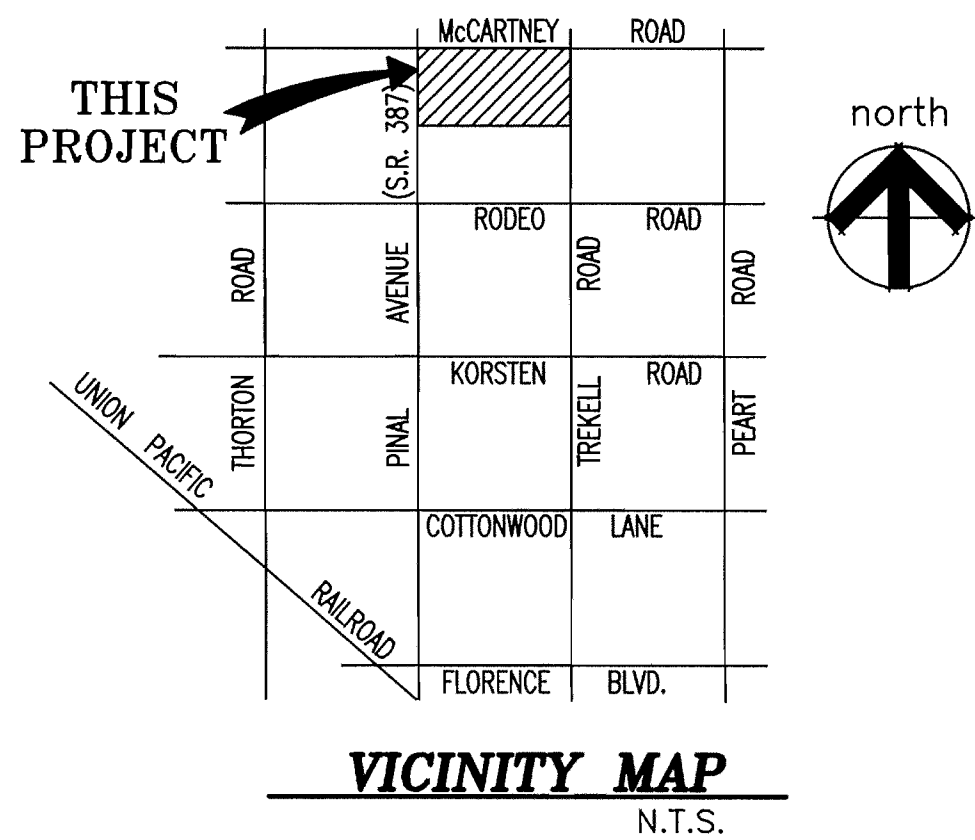 McCARTNEY ROAD
THIS
PROJECT
(S.R. 387)
north
RODEO ROAD
ROAD
AVENUE
ROAD
ROAD
KORSTEN ROAD
UNION PACIFIC
THORTON
PINAL
TREKELL
PEART
COTTONWOOD LANE
RAILROAD
FLORENCE BLVD.
VICINITY MAP
N.T.S.